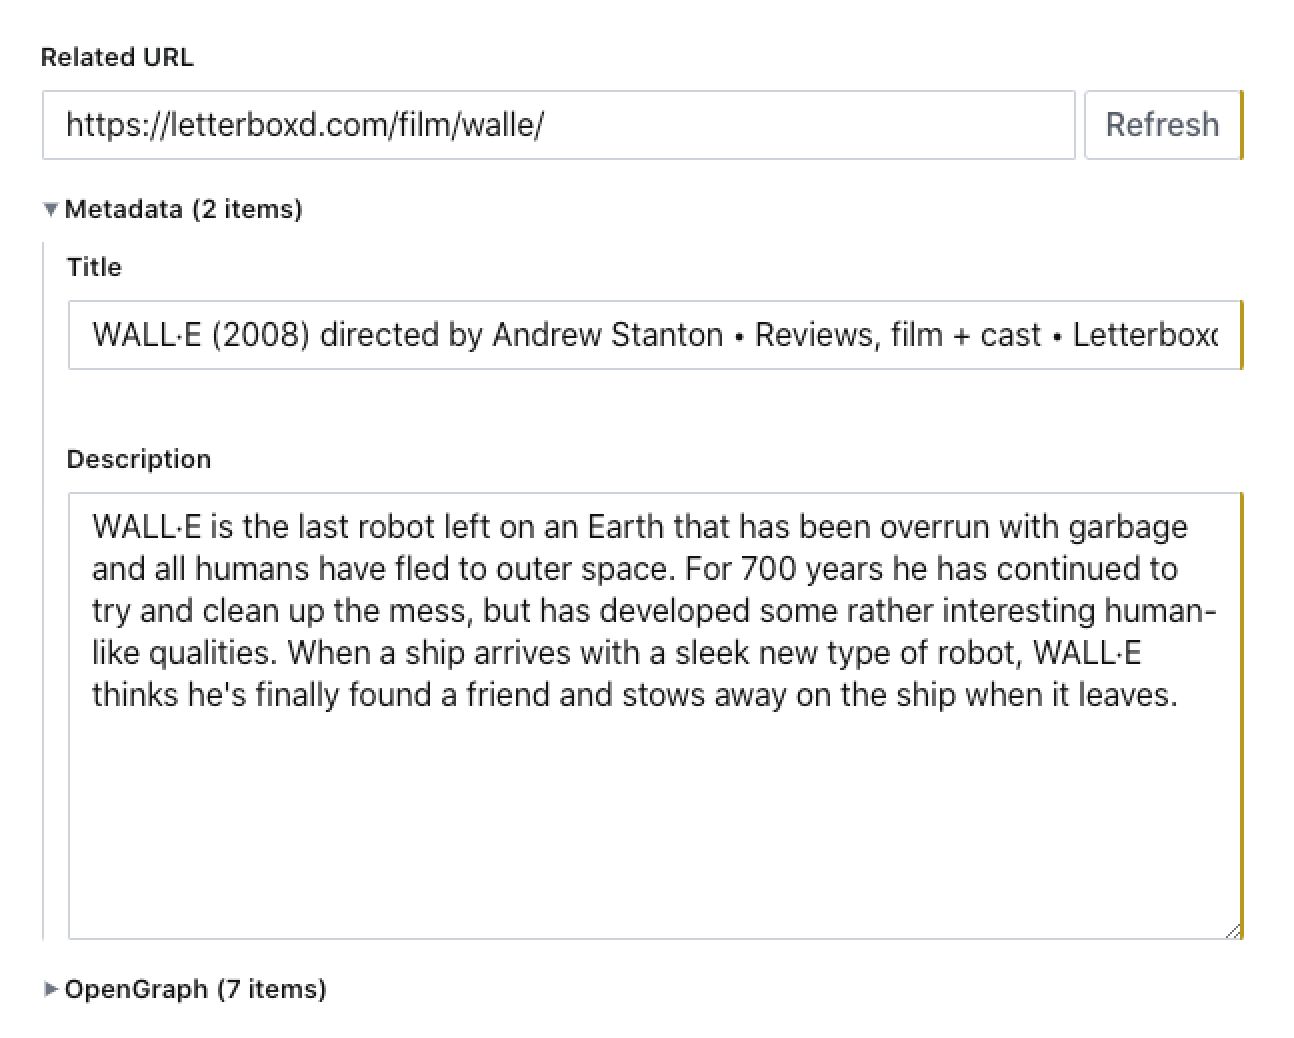 Related URL
https://letterboxd.com/film/walle/
Refresh
Metadata (2 items)
Title
WALL·E (2008) directed by Andrew Stanton • Reviews, film + cast • Letterboxd
Description
WALL·E is the last robot left on an Earth that has been overrun with garbage
and all humans have fled to outer space. For 700 years he has continued to
try and clean up the mess, but has developed some rather interesting human-
like qualities. When a ship arrives with a sleek new type of robot, WALL·E
thinks he's finally found a friend and stows away on the ship when it leaves.
OpenGraph (7 items)